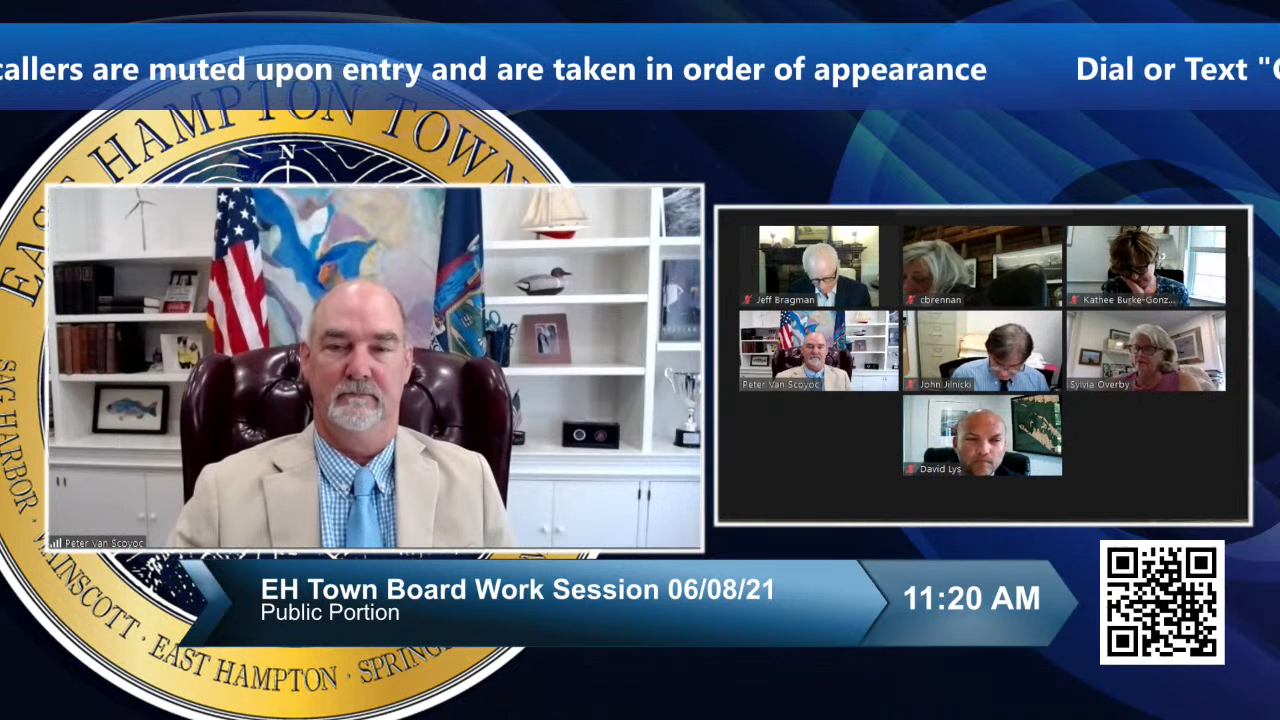 callers are muted upon entry and are taken in order of appearance
Dial or Text "
EAST HAMPTON TOWN
N
SAG HARBOR · WAINSCOTT · EAST HAMPTON ·
Peter Van Scoyoc
Jeff Bragman
cbrennan
Kathee Burke-Gonz...
Peter Van Scoyoc
John Jilnicki
Sylvia Overby
David Lys
EH Town Board Work Session 06/08/21
Public Portion
11:20 AM